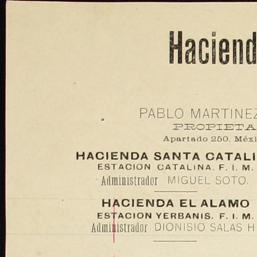 Haciend
PABLO MARTINEZ
PROPIETA
Apartado 250, Méxi
HACIENDA SANTA CATALI
ESTACION CATALINA. F. I. M.
Administrador MIGUEL SOTO.
HACIENDA EL ALAMO
ESTACION YERBANIS. F. I. M.
Administrador DIONISIO SALAS H